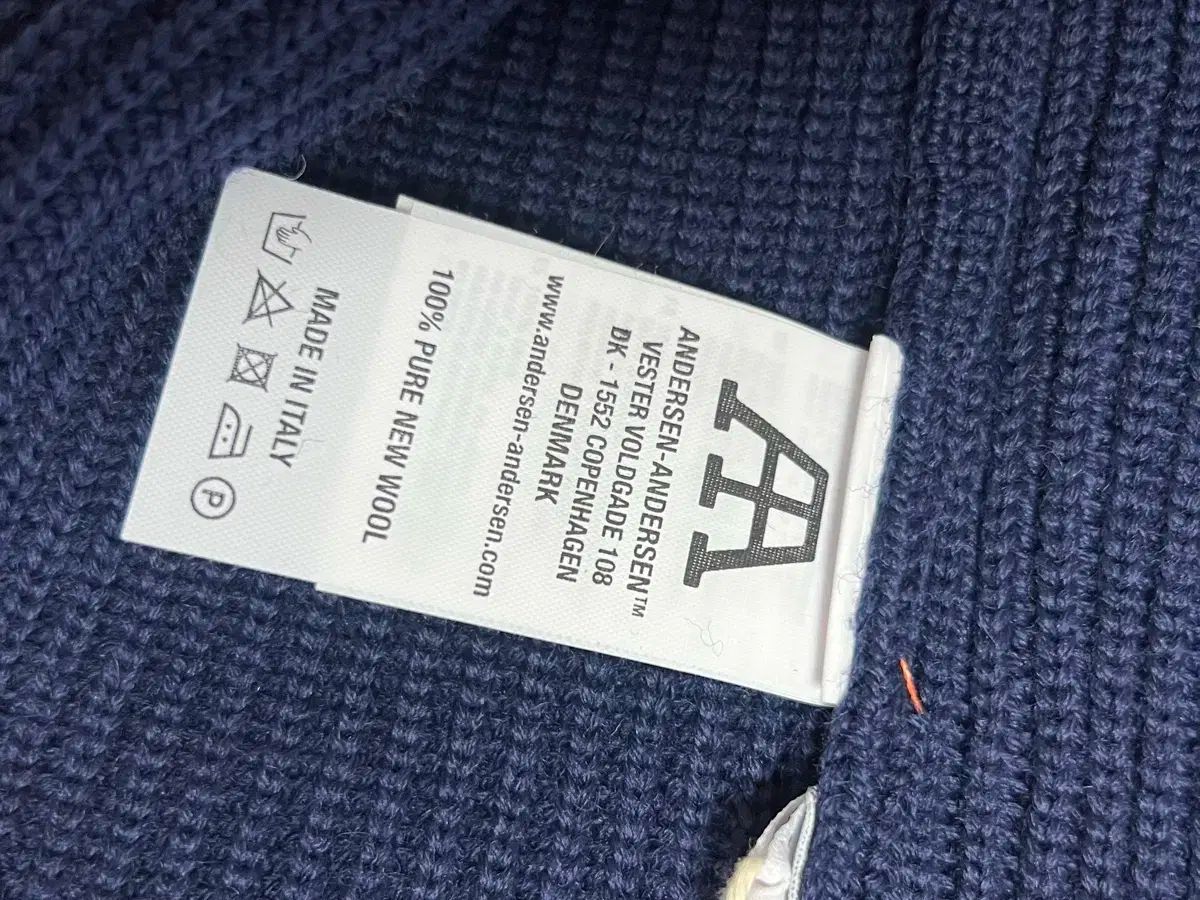 AA
ANDERSEN-ANDERSEN™
VESTER VOLDGADE 108
DK - 1552 COPENHAGEN
DENMARK
www.andersen-andersen.com
100% PURE NEW WOOL
MADE IN ITALY
P